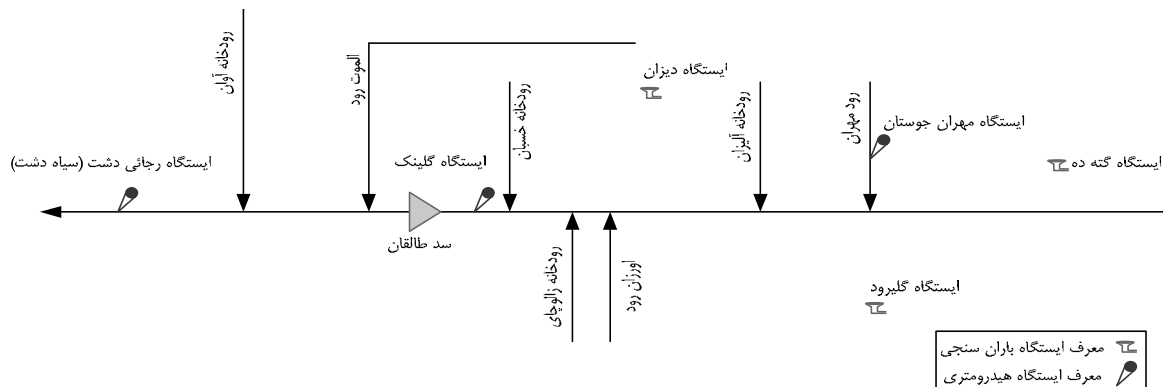 رودخانه آوان
الموت رود
ایستگاه دیزان
رودخانه خسبان
رودخانه آلیزان
رود مهران
ایستگاه مهران جوستان
ایستگاه گته ده
ایستگاه گلینک
ایستگاه رجائی دشت (سیاه دشت)
سد طالقان
رودخانه زالوچای
اورزان رود
ایستگاه گلیرود
معرف ایستگاه باران سنجی
معرف ایستگاه هیدرومتری